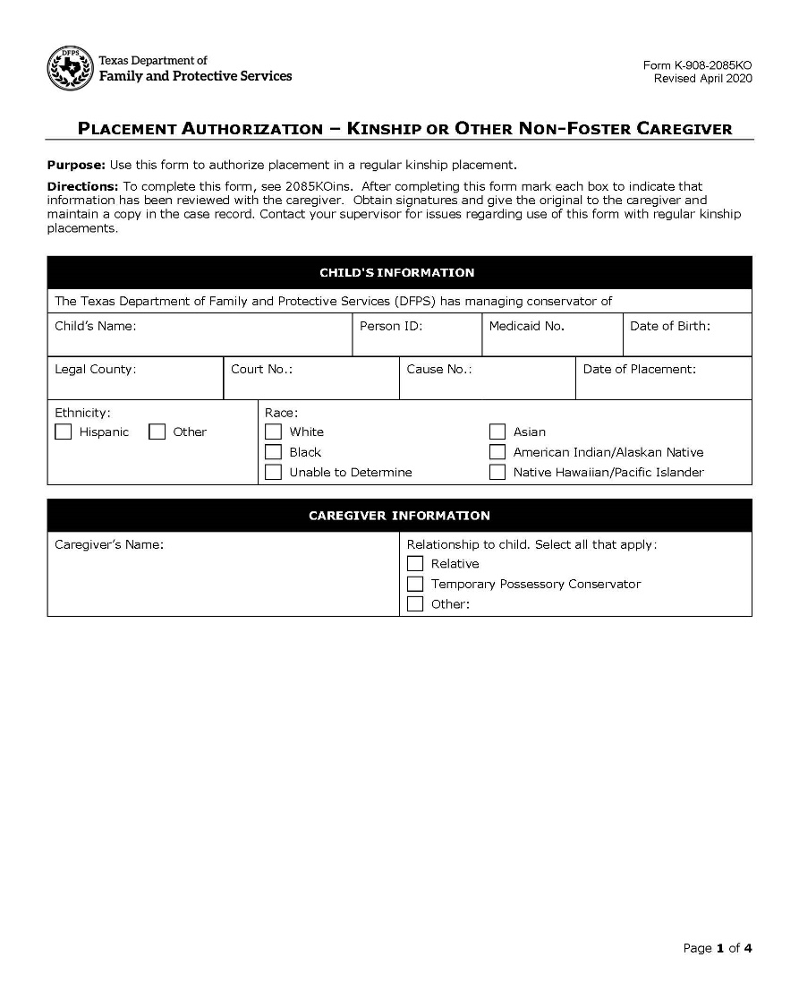 DFPS
Texas Department of
Family and Protective Services
Form K-908-2085KO
Revised April 2020
PLACEMENT AUTHORIZATION – KINSHIP OR OTHER NON-FOSTER CAREGIVER
Purpose: Use this form to authorize placement in a regular kinship placement.
Directions: To complete this form, see 2085KOins. After completing this form mark each box to indicate that
information has been reviewed with the caregiver. Obtain signatures and give the original to the caregiver and
maintain a copy in the case record. Contact your supervisor for issues regarding use of this form with regular kinship
placements.
CHILD'S INFORMATION
The Texas Department of Family and Protective Services (DFPS) has managing conservator of
Child's Name: Person ID: Medicaid No. Date of Birth:
Legal County: Court No.: Cause No.: Date of Placement:
Ethnicity: Race:
Hispanic Other White Asian
Black American Indian/Alaskan Native
Unable to Determine Native Hawaiian/Pacific Islander
CAREGIVER INFORMATION
Caregiver's Name: Relationship to child. Select all that apply:
Relative
Temporary Possessory Conservator
Other:
Page 1 of 4